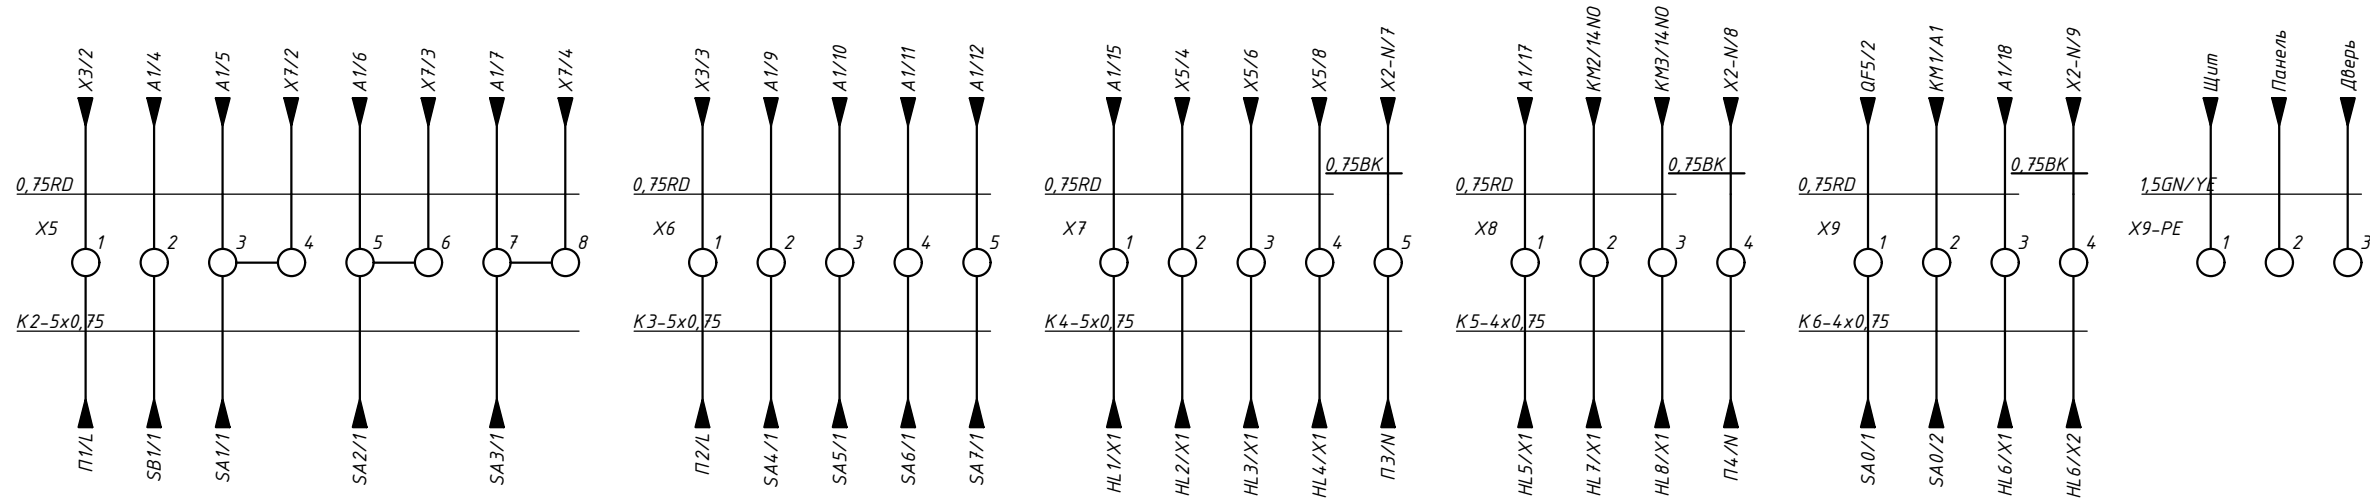 X3/2
A1/4
A1/5
X7/2
A1/6
X7/3
A1/7
X7/4
0,75RD
X5
1
2
3
4
5
6
7
8
K2-5x0,75
П1/L
SB1/1
SA1/1
SA2/1
SA3/1
X3/3
A1/9
A1/10
A1/11
A1/12
0,75RD
X6
1
2
3
4
5
K3-5x0,75
П2/L
SA4/1
SA5/1
SA6/1
SA7/1
A1/15
X5/4
X5/6
X5/8
X2-N/7
0,75BK
0,75RD
X7
1
2
3
4
5
K4-5x0,75
HL1/X1
HL2/X1
HL3/X1
HL4/X1
П3/N
A1/17
KM2/14NO
KM3/14NO
X2-N/8
0,75BK
0,75RD
X8
1
2
3
4
K5-4x0,75
HL5/X1
HL7/X1
HL8/X1
П4/N
QF5/2
KM1/A1
A1/18
X2-N/9
0,75BK
0,75RD
X9
1
2
3
4
K6-4x0,75
SA0/1
SA0/2
HL6/X1
HL6/X2
Щит
Панель
Дверь
1,5GN/YE
X9-PE
1
2
3